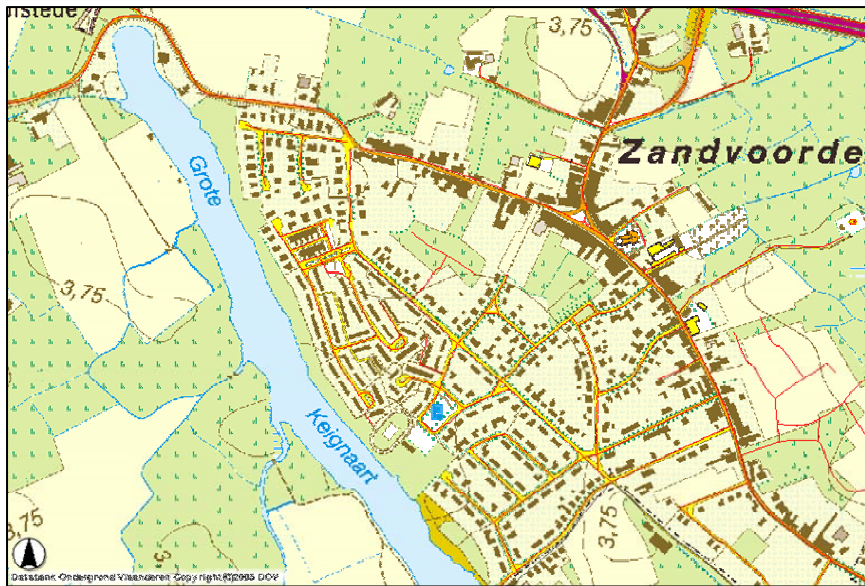 3,75
Zandvoorde
Grote
3,75
Keignaart
3,75
3,75
Databank Ondergrond Vlaanderen Copyright©2005 DOV